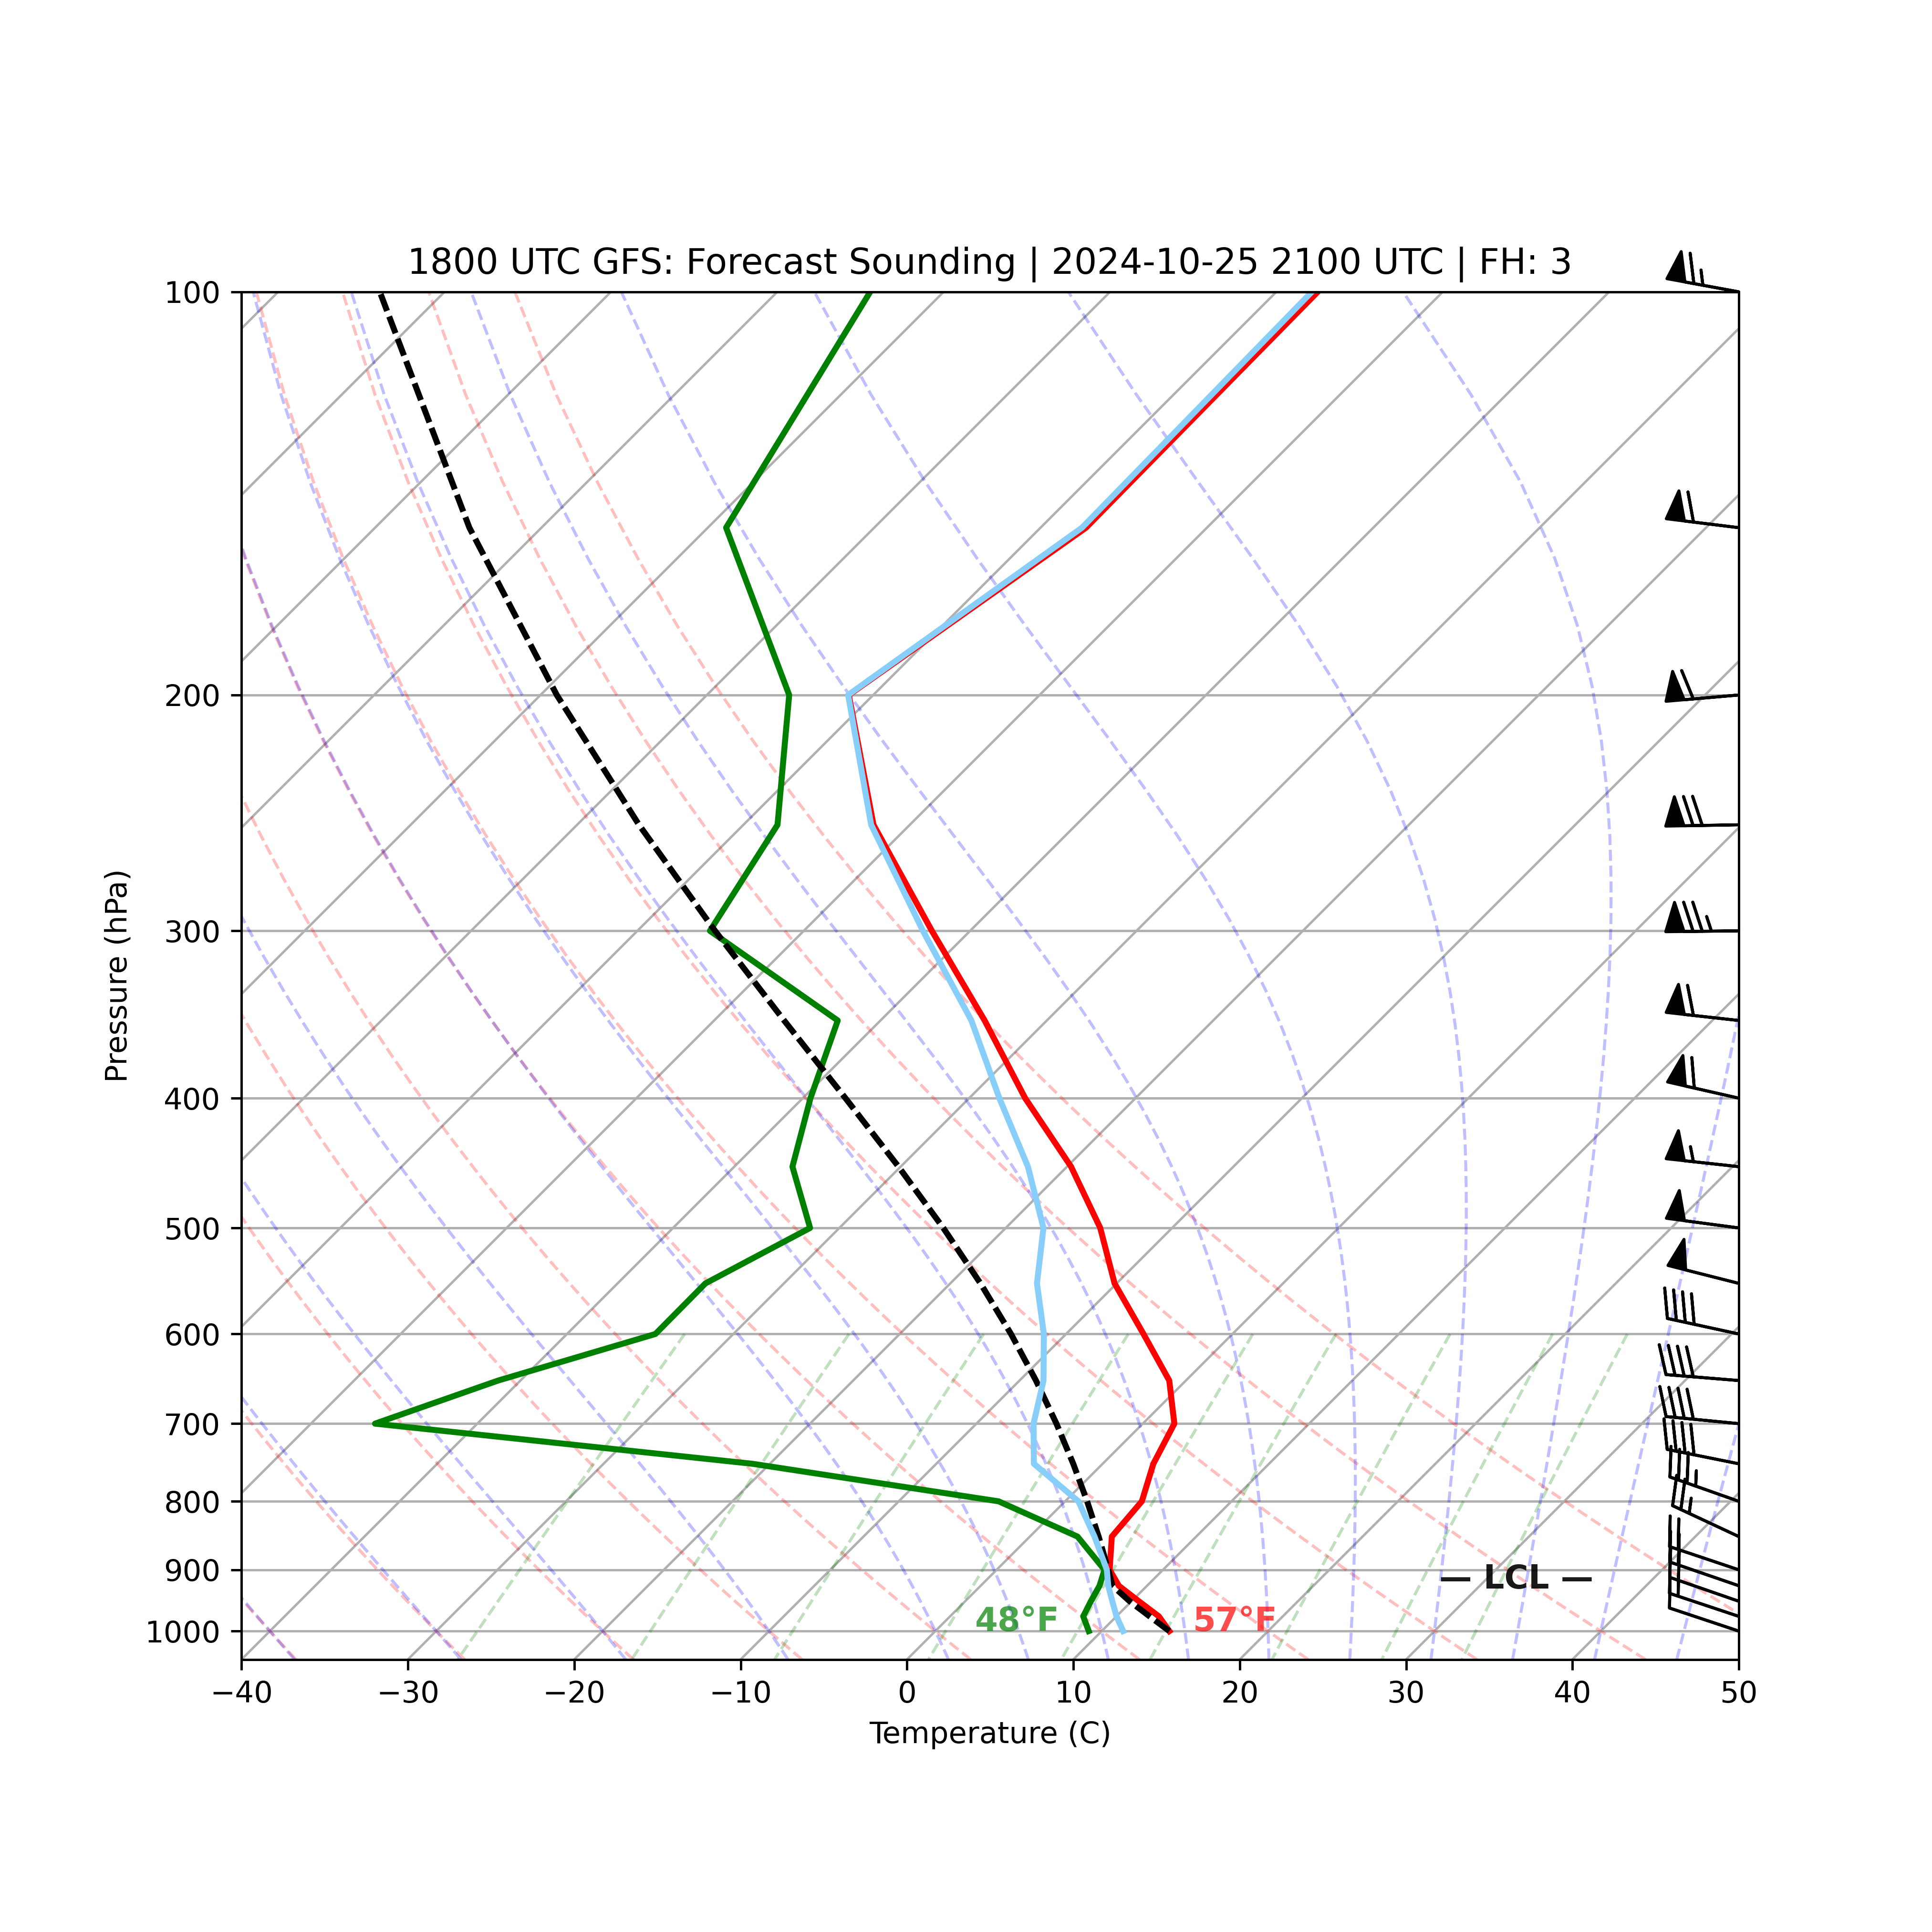 1800 UTC GFS: Forecast Sounding | 2024-10-25 2100 UTC | FH: 3
100
200
300
400
500
600
700
800
900
1000
Pressure (hPa)
— LCL —
48°F
57°F
−40 −30 −20 −10 0 10 20 30 40 50
Temperature (C)